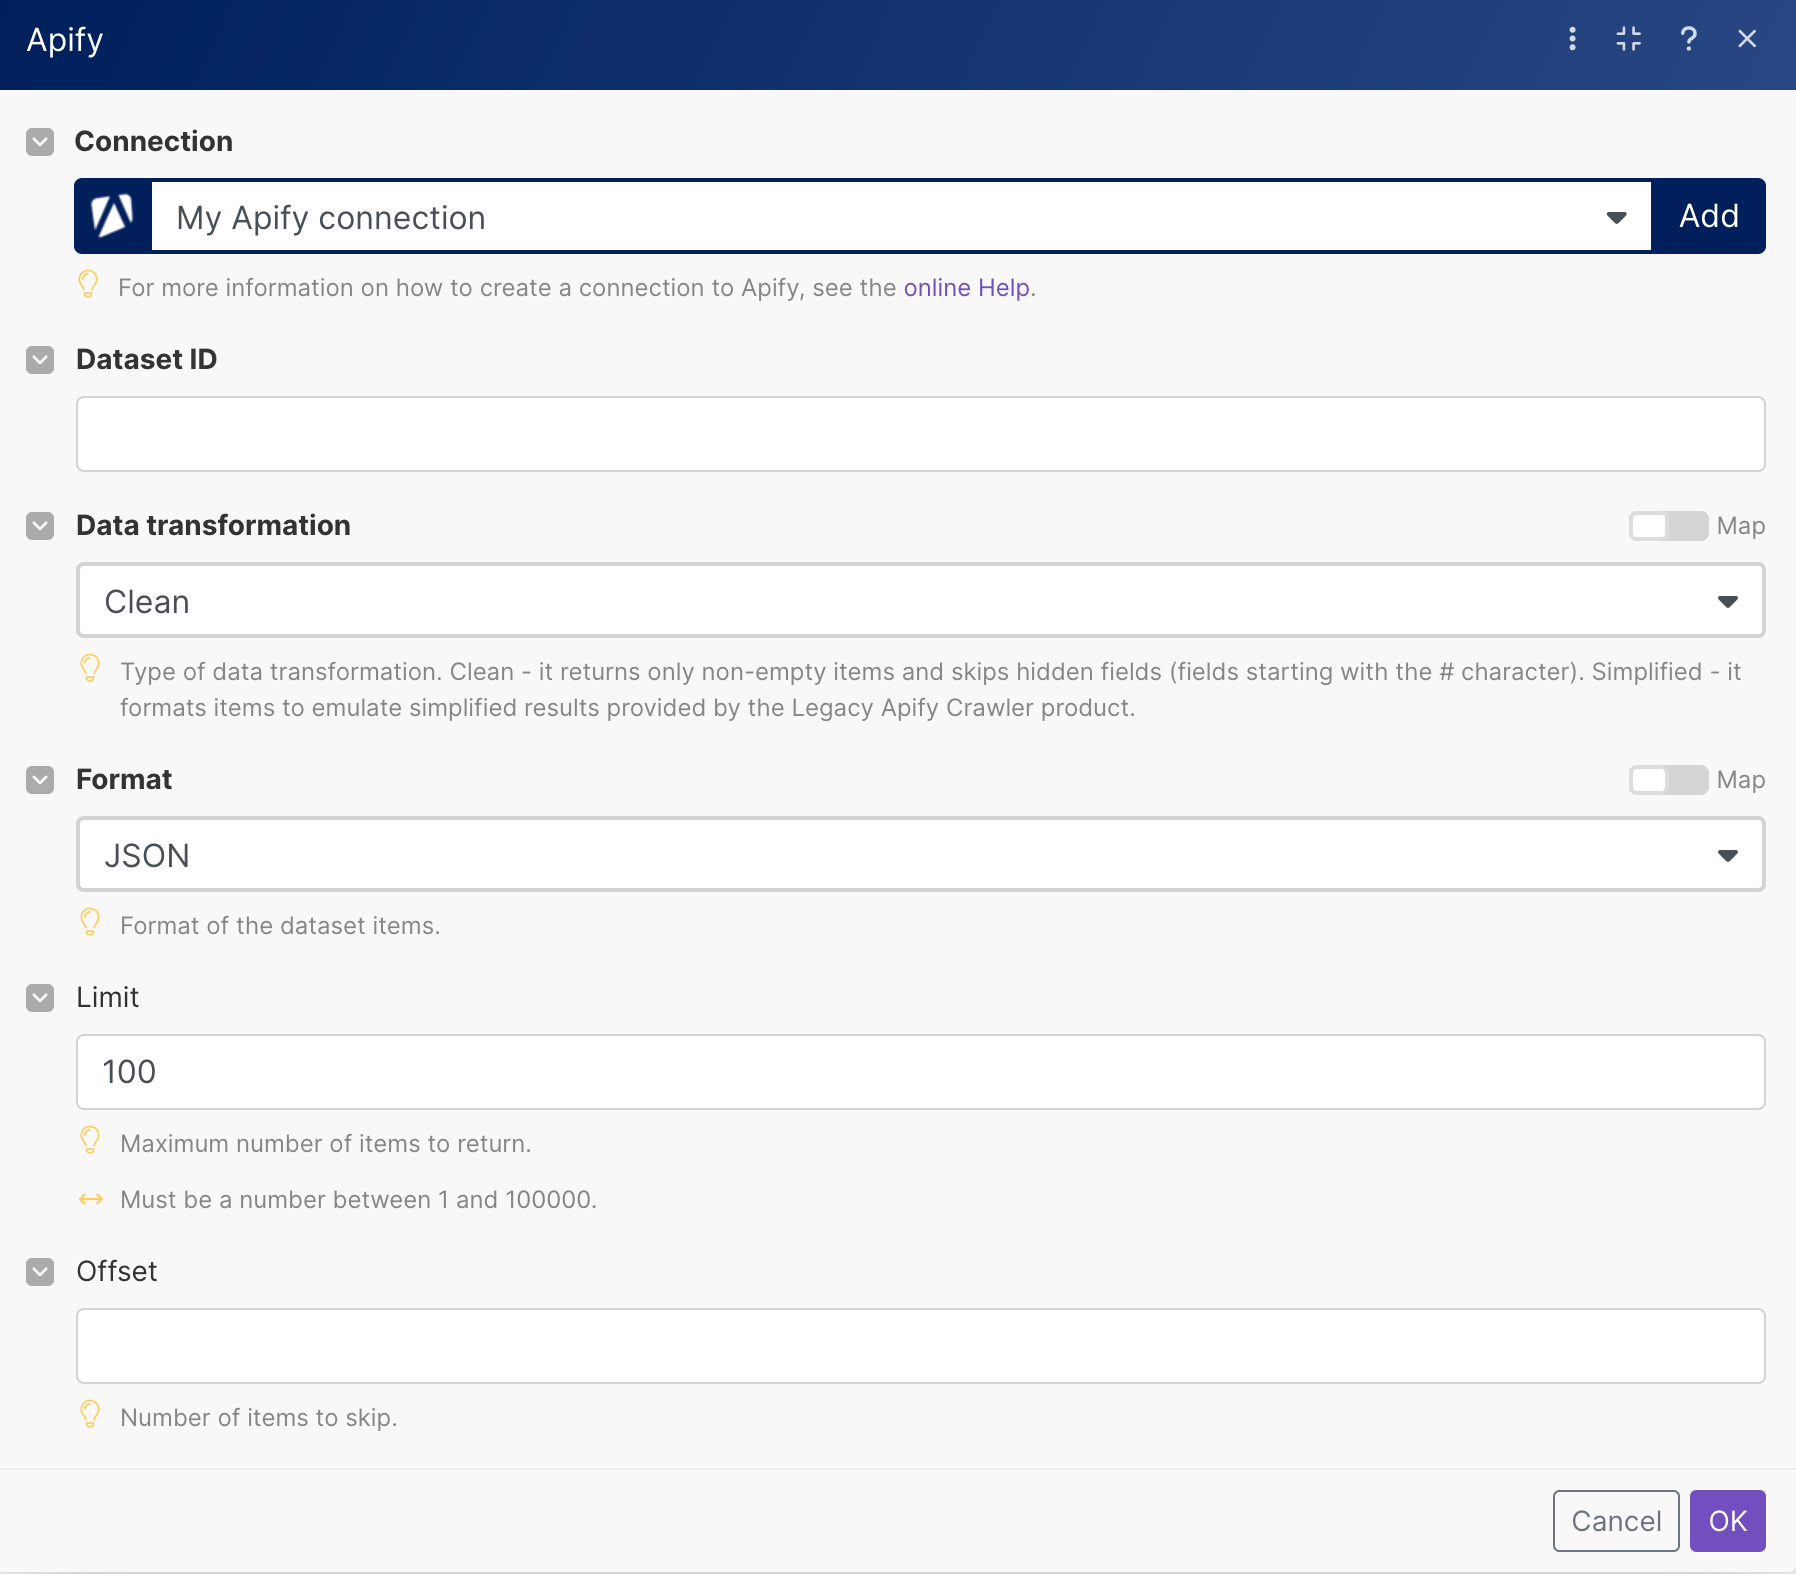 Apify
Connection
My Apify connection
Add
For more information on how to create a connection to Apify, see the online Help.
Dataset ID
Data transformation
Map
Clean
Type of data transformation. Clean - it returns only non-empty items and skips hidden fields (fields starting with the # character). Simplified - it
formats items to emulate simplified results provided by the Legacy Apify Crawler product.
Format
Map
JSON
Format of the dataset items.
Limit
100
Maximum number of items to return.
Must be a number between 1 and 100000.
Offset
Number of items to skip.
Cancel
OK